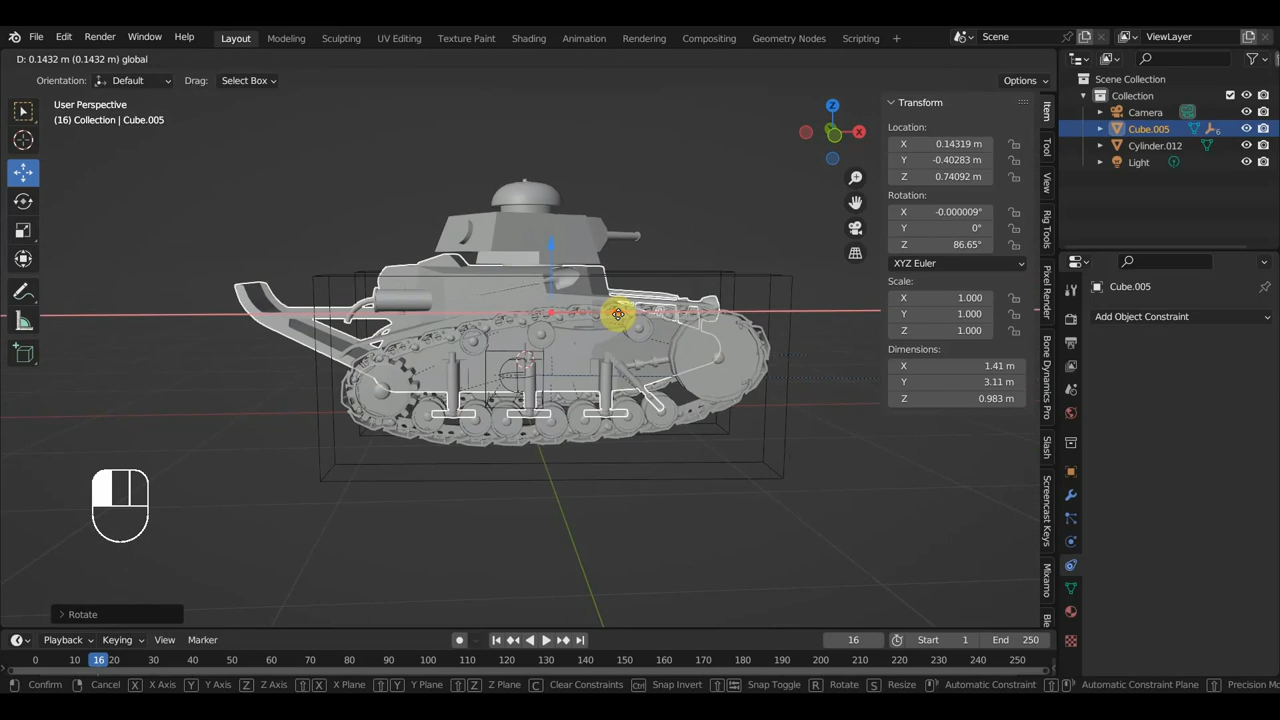 File Edit Render Window Help Layout Modeling Sculpting UV Editing Texture Paint Shading Animation Rendering Compositing Geometry Nodes Scripting + Scene ViewLayer
D: 0.1432 m (0.1432 m) global
Orientation: Default Drag: Select Box Options
User Perspective
(16) Collection | Cube.005
Z
X
Transform
Location:
X 0.14319 m
Y -0.40283 m
Z 0.74092 m
Rotation:
X -0.000009°
Y 0°
Z 86.65°
XYZ Euler
Scale:
X 1.000
Y 1.000
Z 1.000
Dimensions:
X 1.41 m
Y 3.11 m
Z 0.983 m
Item
Tool
View
Rig Tools
Pixel Render
Bone Dynamics Pro
Slash
Screencast Keys
Mixamo
Ble
Scene Collection
Collection
Camera
Cube.005 6
Cylinder.012
Light
Cube.005
Add Object Constraint
Rotate
Playback Keying View Marker 16 Start 1 End 250
0 10 16 20 30 40 50 60 70 80 90 100 110 120 130 140 150 160 170 180 190 200 210 220 230 240 250
Confirm Cancel X X Axis Y Y Axis Z Z Axis X X Plane Y Y Plane Z Z Plane C Clear Constraints Ctrl Snap Invert Snap Toggle R Rotate S Resize Automatic Constraint Automatic Constraint Plane Precision Mo